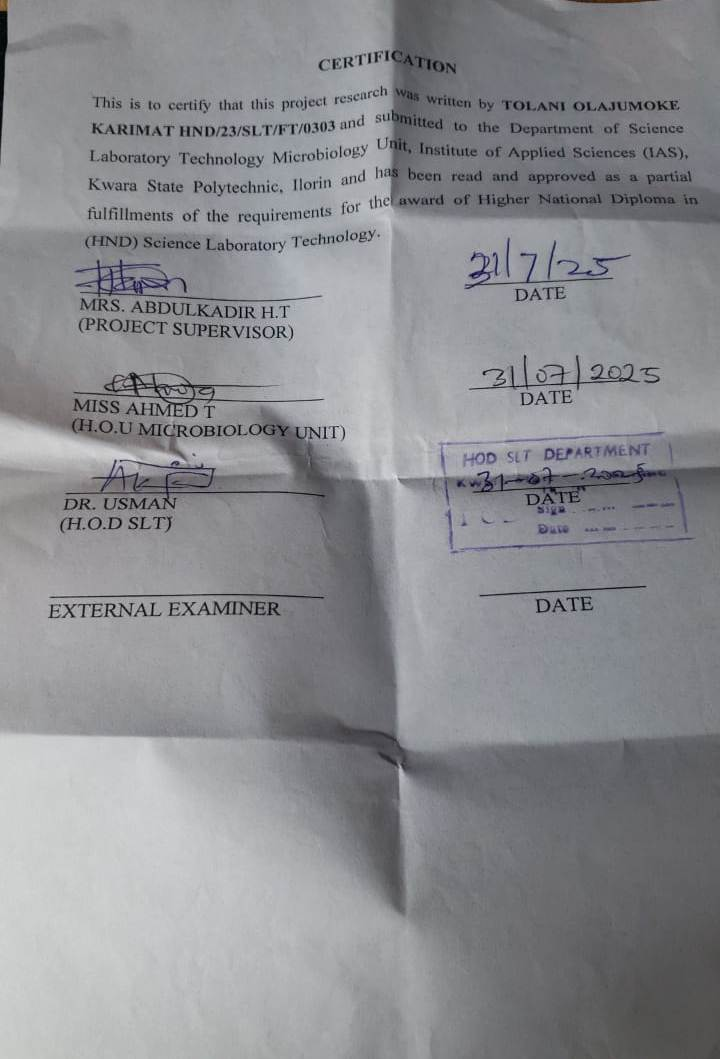 CERTIFICATION
This is to certify that this project research was written by TOLANI OLAJUMOKE
KARIMAT HND/23/SLT/FT/0303 and submitted to the Department of Science
Laboratory Technology Microbiology Unit, Institute of Applied Sciences (IAS),
Kwara State Polytechnic, Ilorin and has been read and approved as a partial
fulfillments of the requirements for the award of Higher National Diploma in
(HND) Science Laboratory Technology.
31/7/25
MRS. ABDULKADIR H.T
DATE
(PROJECT SUPERVISOR)
31/07/2025
MISS AHMED T
DATE
(H.O.U MICROBIOLOGY UNIT)
HOD SLT DEPARTMENT
31-07-2025
DR. USMAN
DATE
(H.O.D SLT)
Sign
Date
EXTERNAL EXAMINER
DATE